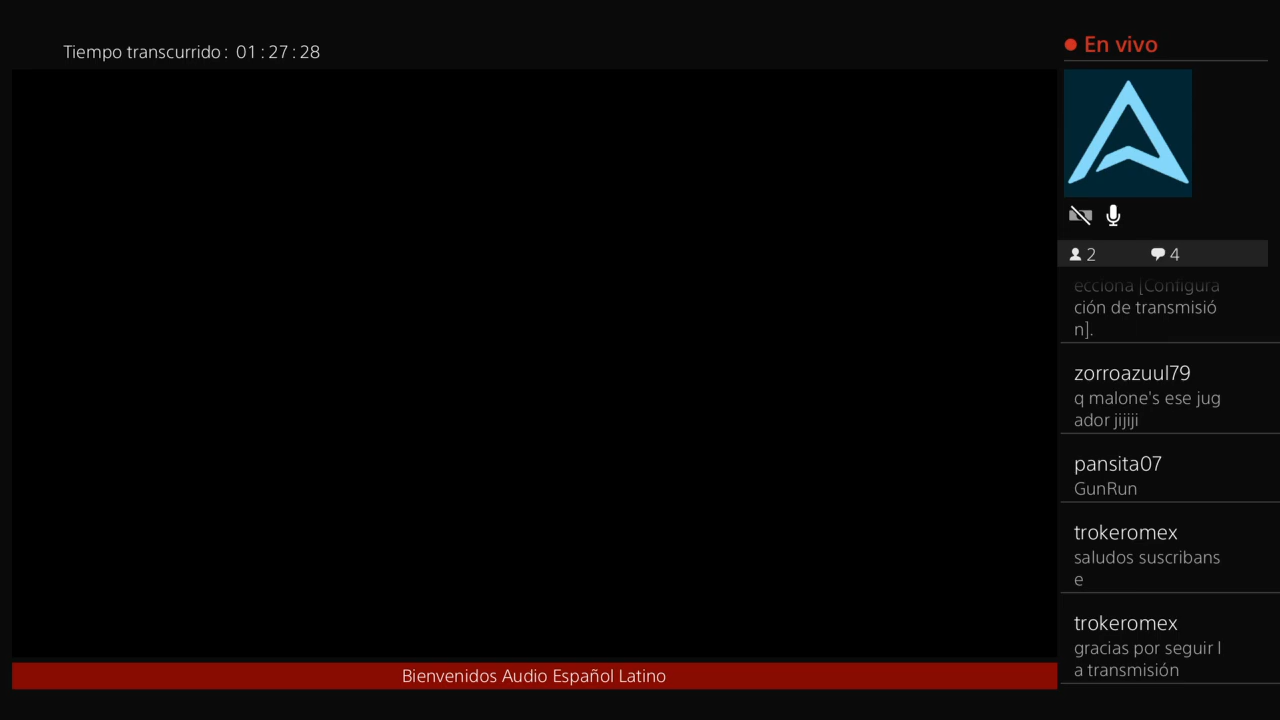 Tiempo transcurrido : 01 : 27 : 28
En vivo
2 4
ecciona [Configura
ción de transmisió
n].
zorroazuul79
q malone's ese jug
ador jijiji
pansita07
GunRun
trokeromex
saludos suscribans
e
trokeromex
gracias por seguir l
a transmisión
Bienvenidos Audio Español Latino